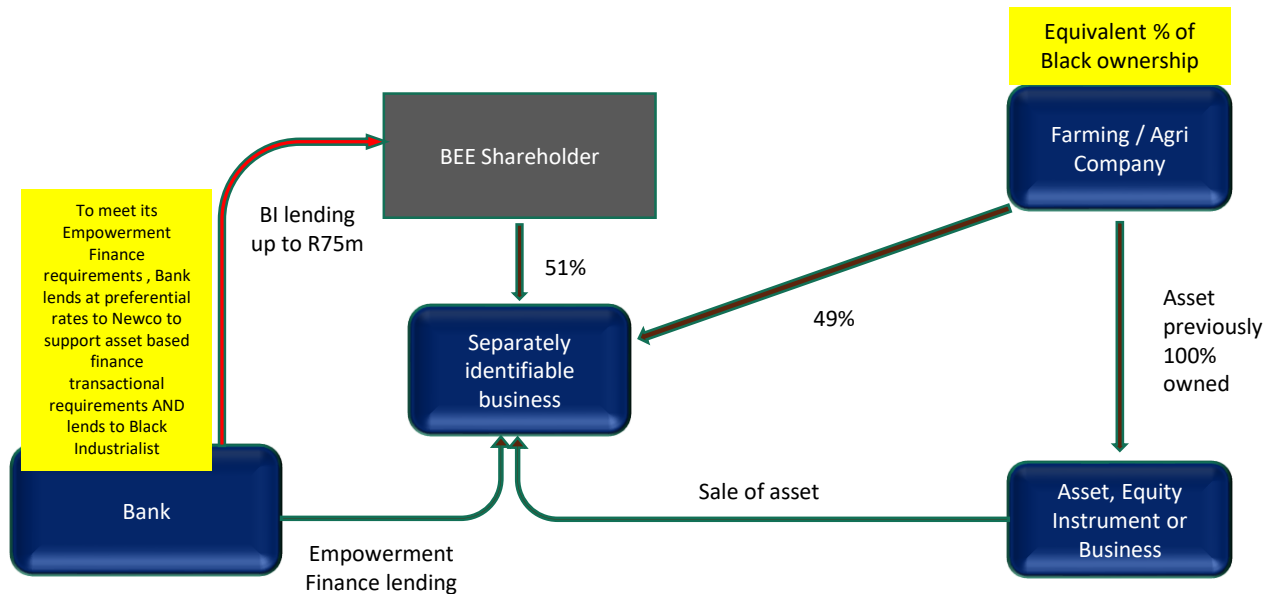 Equivalent % of
Black ownership
Farming / Agri
Company
BEE Shareholder
To meet its
Empowerment
Finance
requirements , Bank
lends at preferential
rates to Newco to
support asset based
finance
transactional
requirements AND
lends to Black
Industrialist
BI lending
up to R75m
51%
49%
Asset
previously
100%
owned
Separately
identifiable
business
Bank
Sale of asset
Asset, Equity
Instrument or
Business
Empowerment
Finance lending